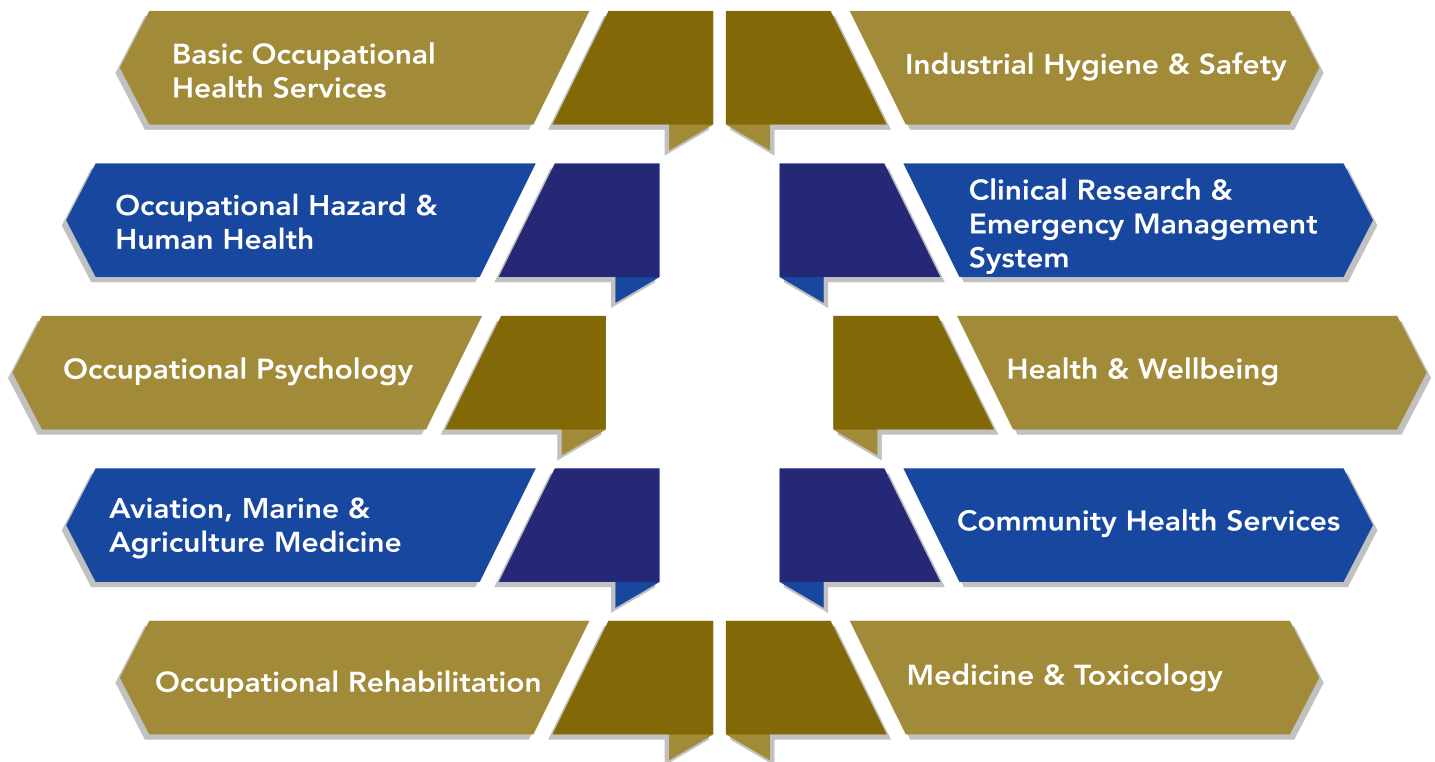 Basic Occupational
Health Services
Industrial Hygiene & Safety
Occupational Hazard &
Human Health
Clinical Research &
Emergency Management
System
Occupational Psychology
Health & Wellbeing
Aviation, Marine &
Agriculture Medicine
Community Health Services
Occupational Rehabilitation
Medicine & Toxicology